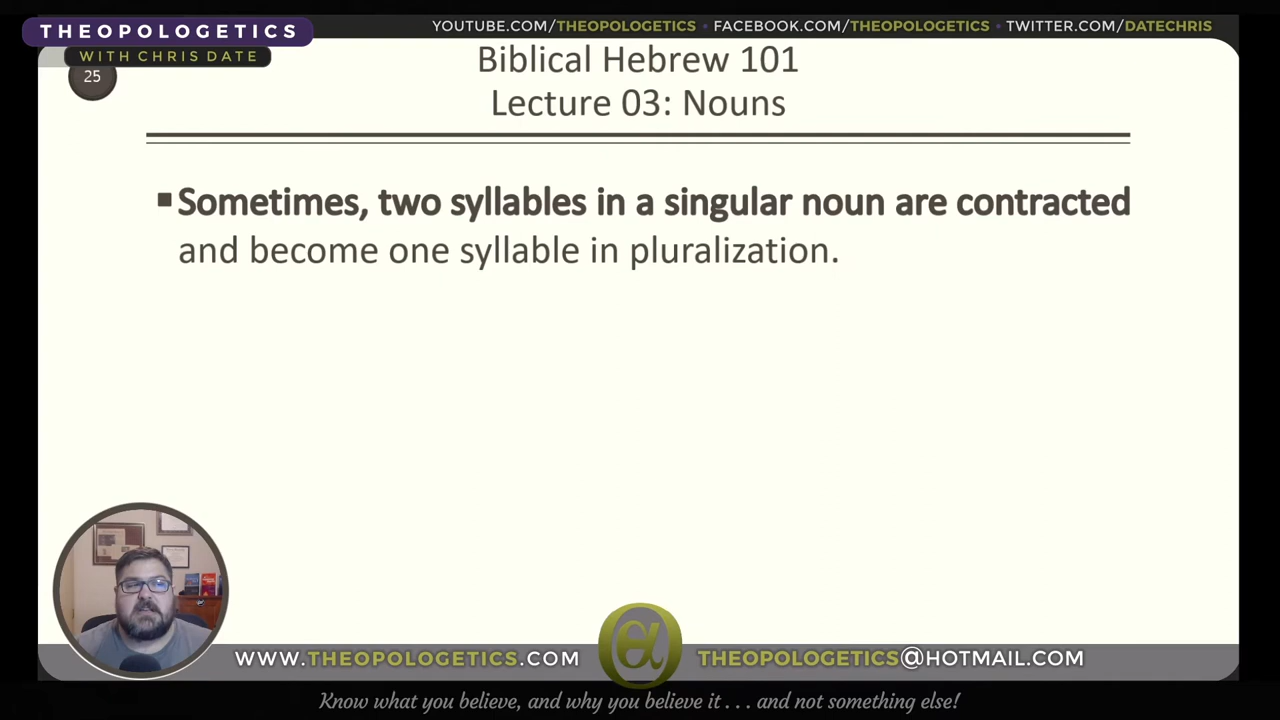 THEOPOLOGETICS
WITH CHRIS DATE
YOUTUBE.COM/THEOPOLOGETICS • FACEBOOK.COM/THEOPOLOGETICS • TWITTER.COM/DATECHRIS
25
Biblical Hebrew 101
Lecture 03: Nouns
▪Sometimes, two syllables in a singular noun are contracted
and become one syllable in pluralization.
WWW.THEOPOLOGETICS.COM
THEOPOLOGETICS@HOTMAIL.COM
Know what you believe, and why you believe it . . . and not something else!